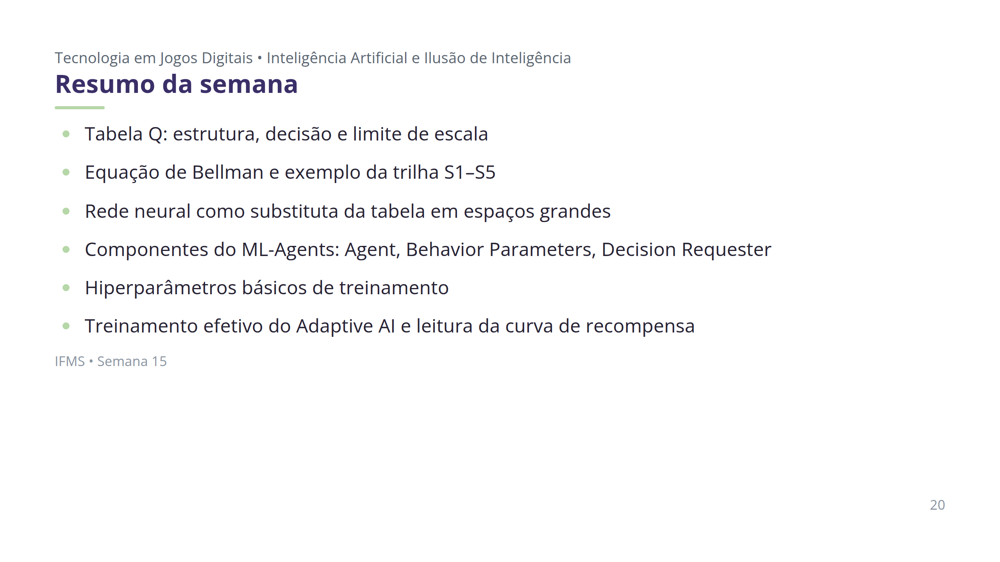 Tecnologia em Jogos Digitais • Inteligência Artificial e Ilusão de Inteligência
Resumo da semana
• Tabela Q: estrutura, decisão e limite de escala
• Equação de Bellman e exemplo da trilha S1–S5
• Rede neural como substituta da tabela em espaços grandes
• Componentes do ML-Agents: Agent, Behavior Parameters, Decision Requester
• Hiperparâmetros básicos de treinamento
• Treinamento efetivo do Adaptive AI e leitura da curva de recompensa
IFMS • Semana 15
20